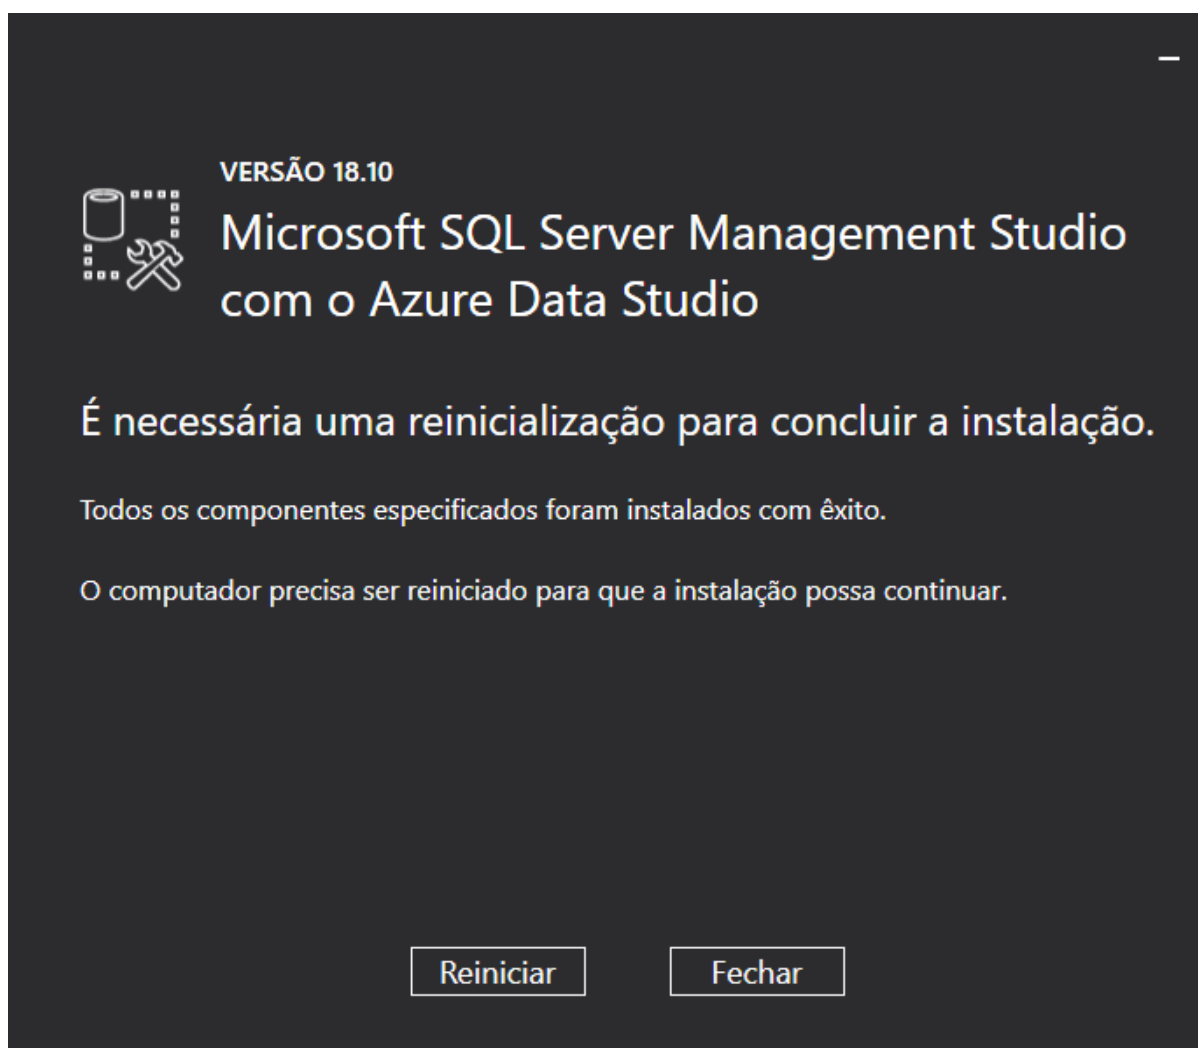 VERSÃO 18.10
Microsoft SQL Server Management Studio
com o Azure Data Studio
É necessária uma reinicialização para concluir a instalação.
Todos os componentes especificados foram instalados com êxito.
O computador precisa ser reiniciado para que a instalação possa continuar.
Reiniciar
Fechar